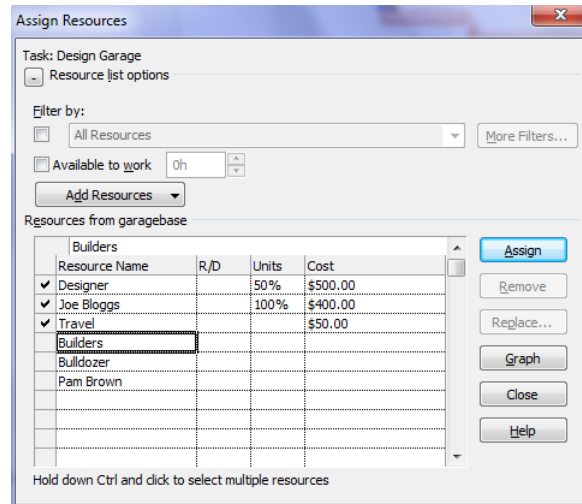 Assign Resources
Task: Design Garage
- Resource list options
Filter by:
All Resources More Filters...
Available to work 0h
Add Resources
Resources from garagebase
Builders
Resource Name R/D Units Cost
Designer 50% $500.00
Joe Bloggs 100% $400.00
Travel $50.00
Builders
Bulldozer
Pam Brown
Assign
Remove
Replace...
Graph
Close
Help
Hold down Ctrl and click to select multiple resources